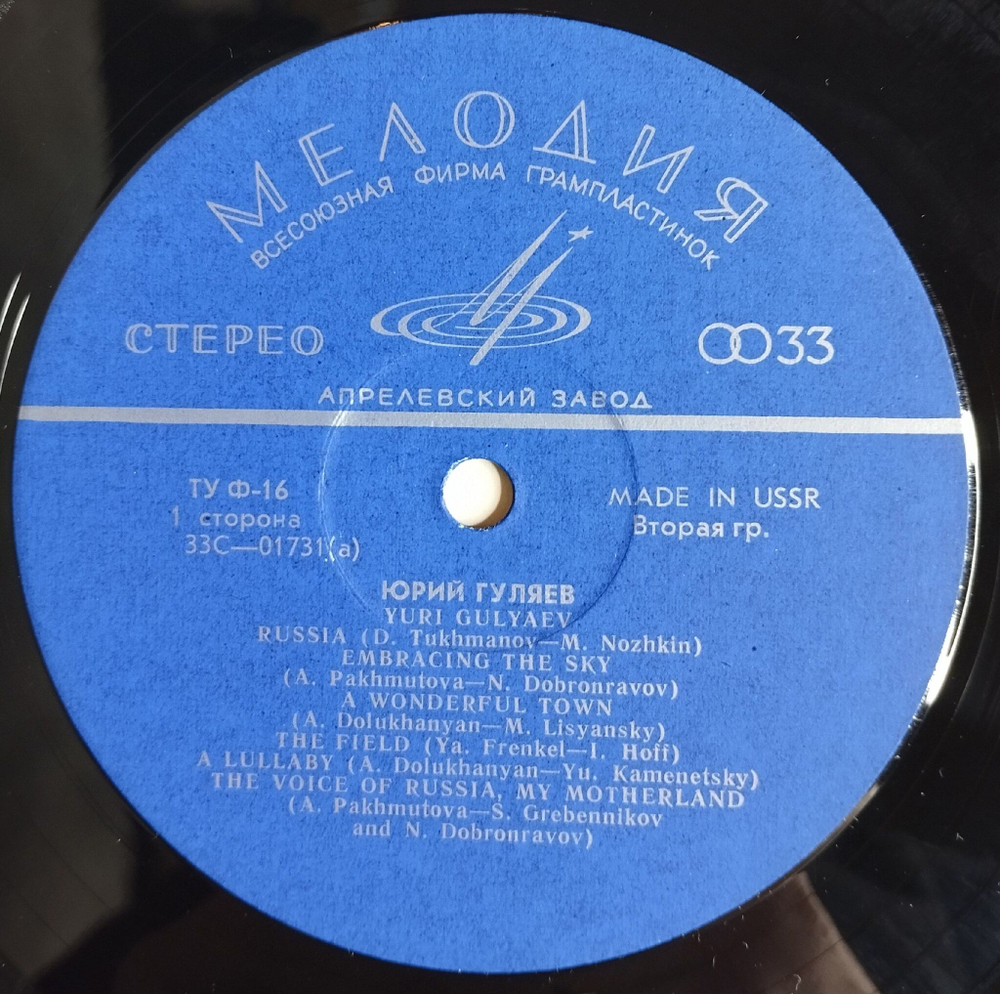 МЕЛОДИЯ
ВСЕСОЮЗНАЯ ФИРМА ГРАМПЛАСТИНОК
СТЕРЕО
33
АПРЕЛЕВСКИЙ ЗАВОД
ТУ Ф-16
1 сторона
33С—01731(а)
MADE IN USSR
Вторая гр.
ЮРИЙ ГУЛЯЕВ
YURI GULYAEV
RUSSIA (D. Tukhmanov—M. Nozhkin)
EMBRACING THE SKY
(A. Pakhmutova—N. Dobronravov)
A WONDERFUL TOWN
(A. Dolukhanyan—M. Lisyansky)
THE FIELD (Ya. Frenkel—I. Hoff)
A LULLABY (A. Dolukhanyan—Yu. Kamenetsky)
THE VOICE OF RUSSIA, MY MOTHERLAND
(A. Pakhmutova—S. Grebennikov
and N. Dobronravov)